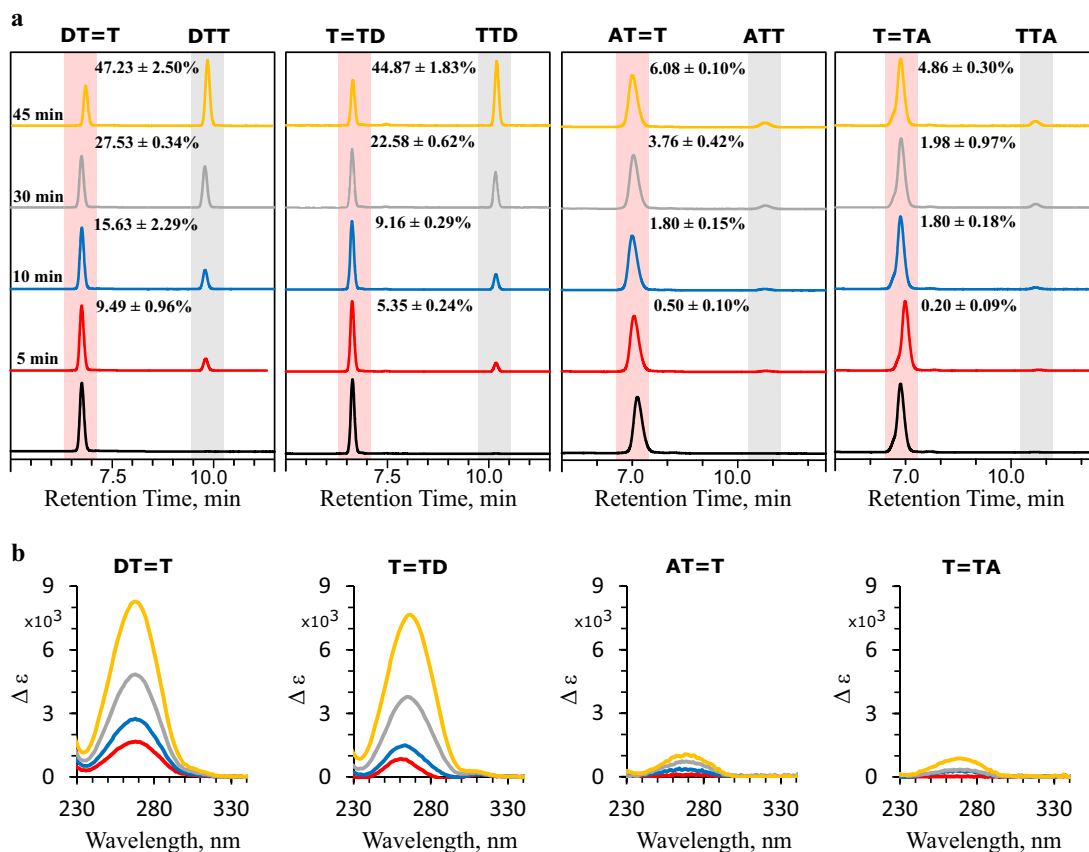 a
DT=T DTT T=TD TTD AT=T ATT T=TA TTA
47.23 ± 2.50% 44.87 ± 1.83% 6.08 ± 0.10% 4.86 ± 0.30%
45 min
27.53 ± 0.34% 22.58 ± 0.62% 3.76 ± 0.42% 1.98 ± 0.97%
30 min
15.63 ± 2.29% 9.16 ± 0.29% 1.80 ± 0.15% 1.80 ± 0.18%
10 min
9.49 ± 0.96% 5.35 ± 0.24% 0.50 ± 0.10% 0.20 ± 0.09%
5 min
7.5 10.0 7.5 10.0 7.0 10.0 7.0 10.0
Retention Time, min Retention Time, min Retention Time, min Retention Time, min
b
DT=T T=TD AT=T T=TA
9 9 9 9
x10³ x10³ x10³ x10³
6 6 6 6
Δ ε Δ ε Δ ε Δ ε
3 3 3 3
0 0 0 0
230 280 330 230 280 330 230 280 330 230 280 330
Wavelength, nm Wavelength, nm Wavelength, nm Wavelength, nm